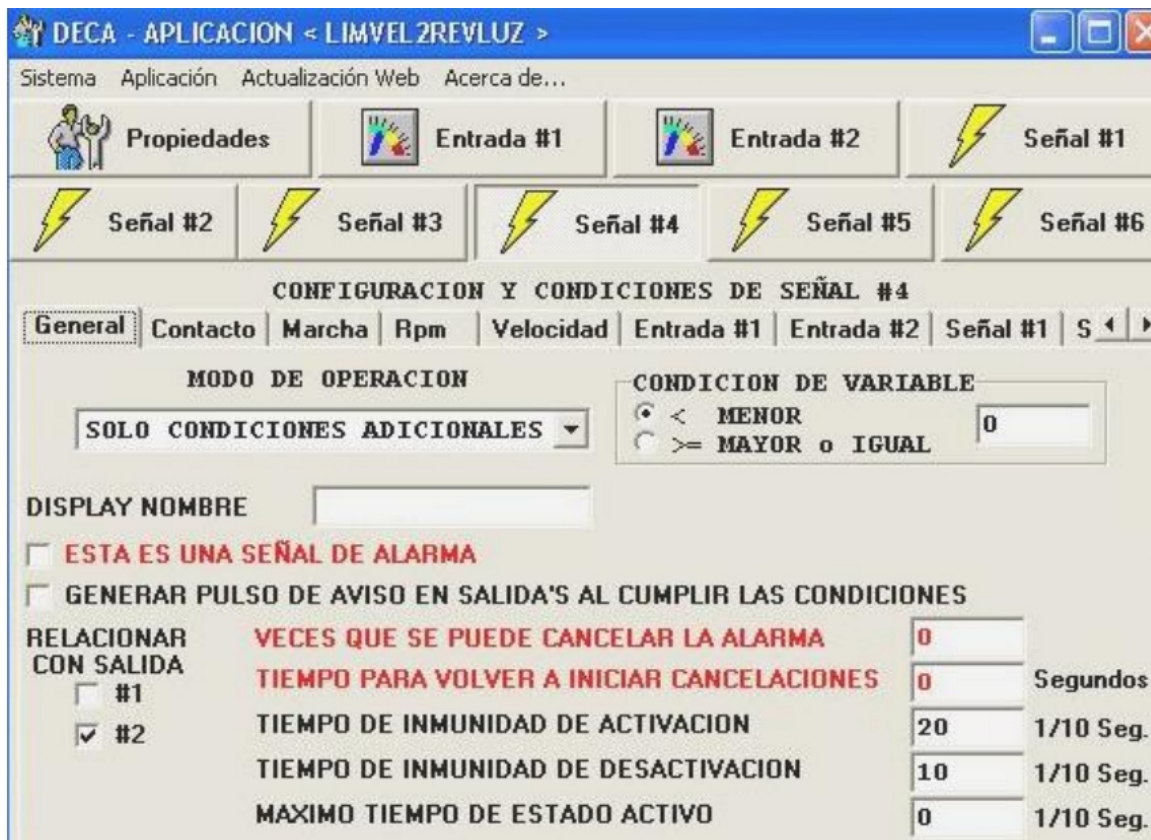 DECA - APLICACION < LIMVEL2REVLUZ >
Sistema Aplicación Actualización Web Acerca de...
Propiedades Entrada #1 Entrada #2 Señal #1
Señal #2 Señal #3 Señal #4 Señal #5 Señal #6
CONFIGURACION Y CONDICIONES DE SEÑAL #4
General Contacto Marcha Rpm Velocidad Entrada #1 Entrada #2 Señal #1 S
MODO DE OPERACION
SOLO CONDICIONES ADICIONALES
CONDICION DE VARIABLE
< MENOR
>= MAYOR o IGUAL
0
DISPLAY NOMBRE
ESTA ES UNA SEÑAL DE ALARMA
GENERAR PULSO DE AVISO EN SALIDA'S AL CUMPLIR LAS CONDICIONES
RELACIONAR
CON SALIDA
#1
#2
VECES QUE SE PUEDE CANCELAR LA ALARMA 0
TIEMPO PARA VOLVER A INICIAR CANCELACIONES 0 Segundos
TIEMPO DE INMUNIDAD DE ACTIVACION 20 1/10 Seg.
TIEMPO DE INMUNIDAD DE DESACTIVACION 10 1/10 Seg.
MAXIMO TIEMPO DE ESTADO ACTIVO 0 1/10 Seg.